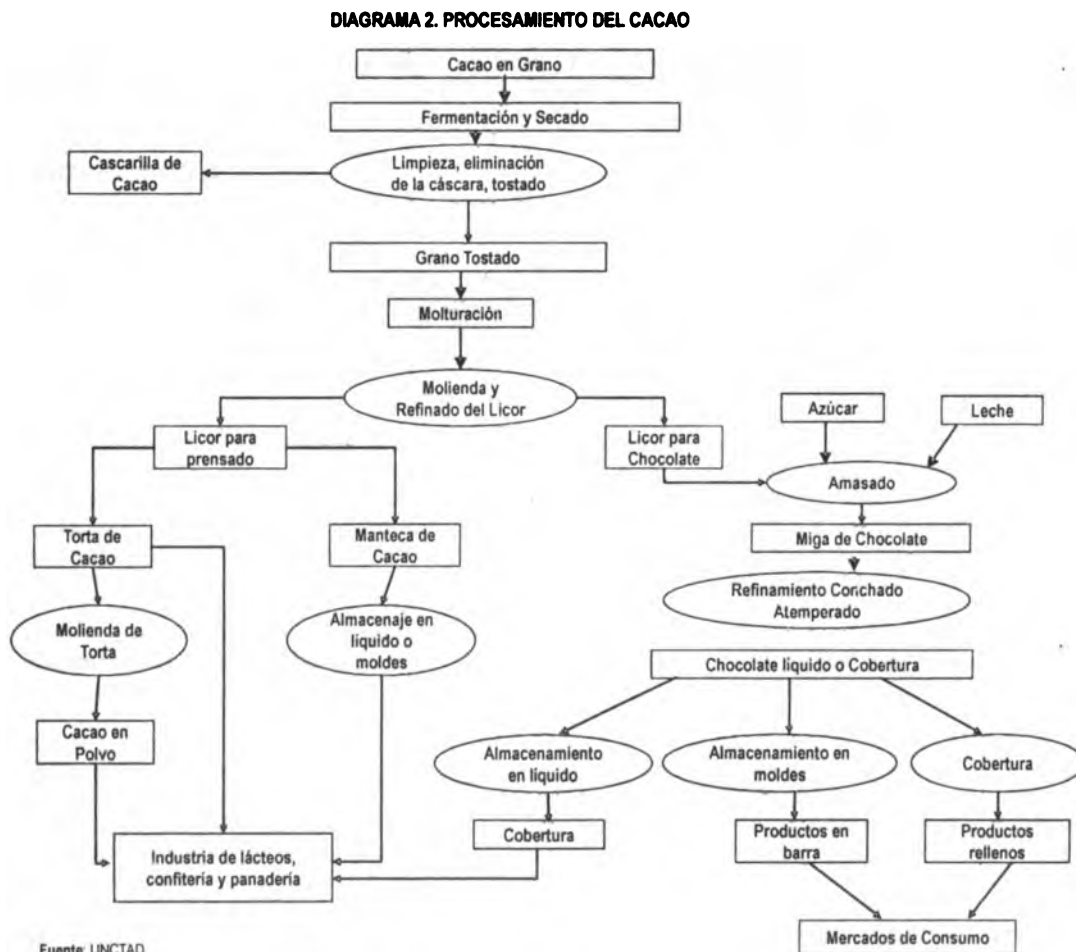 DIAGRAMA 2. PROCESAMIENTO DEL CACAO
Cacao en Grano
Fermentación y Secado
Cascarilla de
Cacao
Limpieza, eliminación
de la cáscara, tostado
Grano Tostado
Molturación
Molienda y
Refinado del Licor
Azúcar
Leche
Licor para
prensado
Licor para
Chocolate
Amasado
Torta de
Cacao
Manteca de
Cacao
Miga de Chocolate
Refinamiento Conchado
Atemperado
Molienda de
Torta
Almacenaje en
líquido o
moldes
Chocolate líquido o Cobertura
Cacao en
Polvo
Almacenamiento
en líquido
Almacenamiento en
moldes
Cobertura
Cobertura
Productos en
barra
Productos
rellenos
Industria de lácteos,
confitería y panadería
Mercados de Consumo
Fuente: UNCTAD